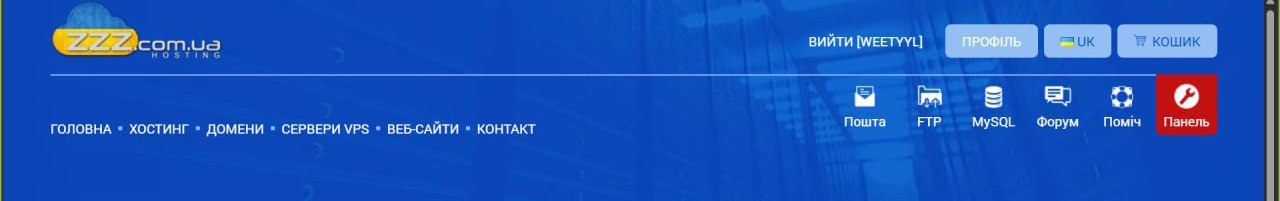 ZZZ.com.ua
HOSTING
ВИЙТИ [WEETYYL]
ПРОФІЛЬ
UK
КОШИК
Пошта
FTP
MySQL
Форум
Поміч
Панель
ГОЛОВНА ▪ ХОСТИНГ ▪ ДОМЕНИ ▪ СЕРВЕРИ VPS ▪ ВЕБ-САЙТИ ▪ КОНТАКТ